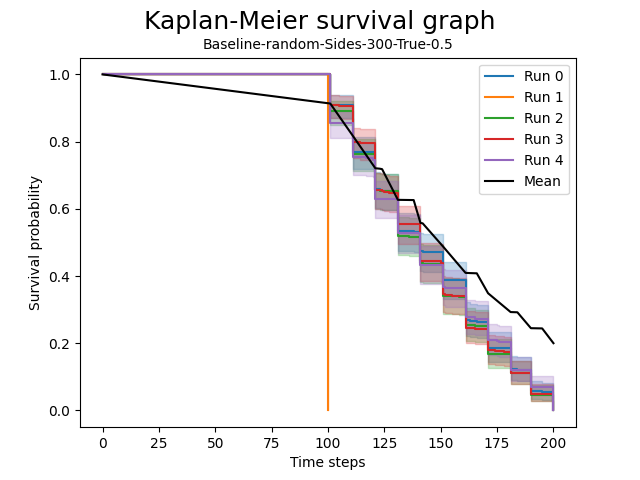 Kaplan-Meier survival graph
Baseline-random-Sides-300-True-0.5
Survival probability
1.0
0.8
0.6
0.4
0.2
0.0
Run 0
Run 1
Run 2
Run 3
Run 4
Mean
0 25 50 75 100 125 150 175 200
Time steps